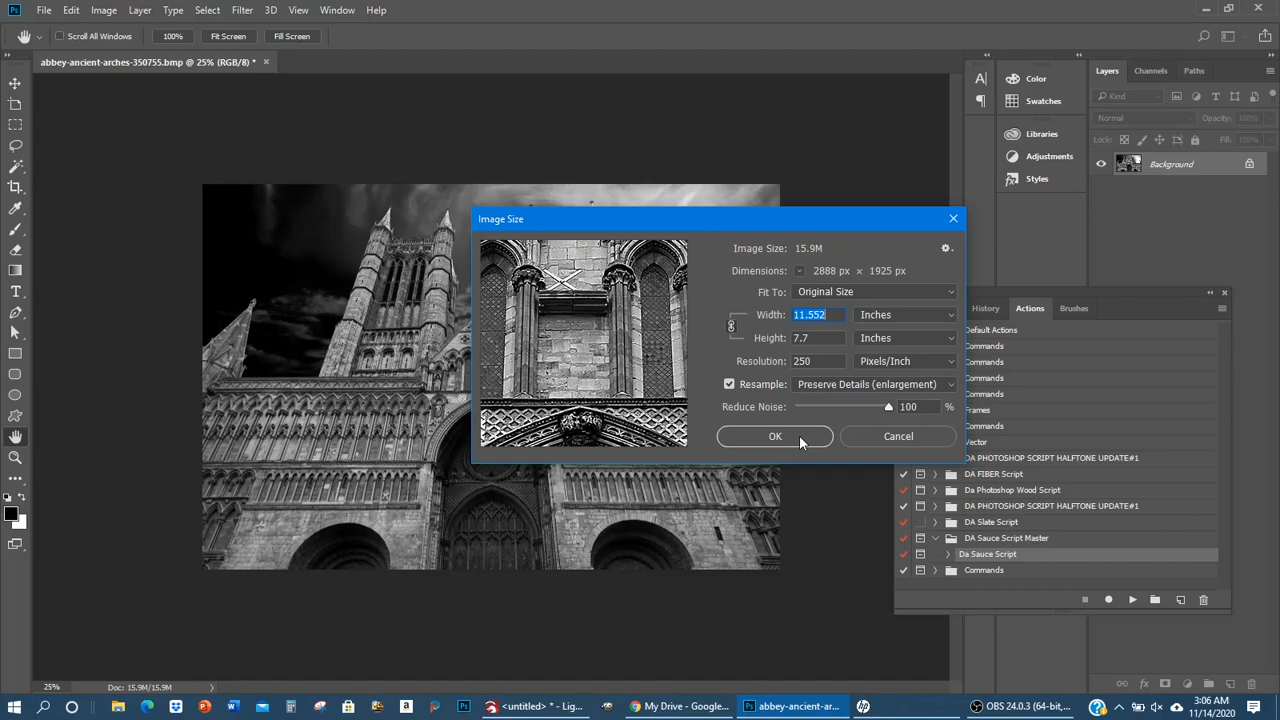 Ps File Edit Image Layer Type Select Filter 3D View Window Help
Scroll All Windows 100% Fit Screen Fill Screen
abbey-ancient-arches-350755.bmp @ 25% (RGB/8) * ×
Color
Swatches
Libraries
Adjustments
Styles
Layers Channels Paths
Kind
Normal Opacity: 100%
Lock: Fill: 100%
Background
Image Size
Image Size: 15.9M
Dimensions: 2888 px × 1925 px
Fit To: Original Size
Width: 11.552 Inches
Height: 7.7 Inches
Resolution: 250 Pixels/Inch
Resample: Preserve Details (enlargement)
Reduce Noise: 100 %
OK Cancel
History Actions Brushes
Default Actions
Commands
Commands
Commands
Commands
Frames
Commands
Vector
DA PHOTOSHOP SCRIPT HALFTONE UPDATE#1
DA FIBER Script
Da Photoshop Wood Script
DA PHOTOSHOP SCRIPT HALFTONE UPDATE#1
DA Slate Script
DA Sauce Script Master
Da Sauce Script
Commands
25% Doc: 15.9M/15.9M
<untitled> * - Lig... My Drive - Google... abbey-ancient-ar... OBS 24.0.3 (64-bit,...
3:06 AM
11/14/2020